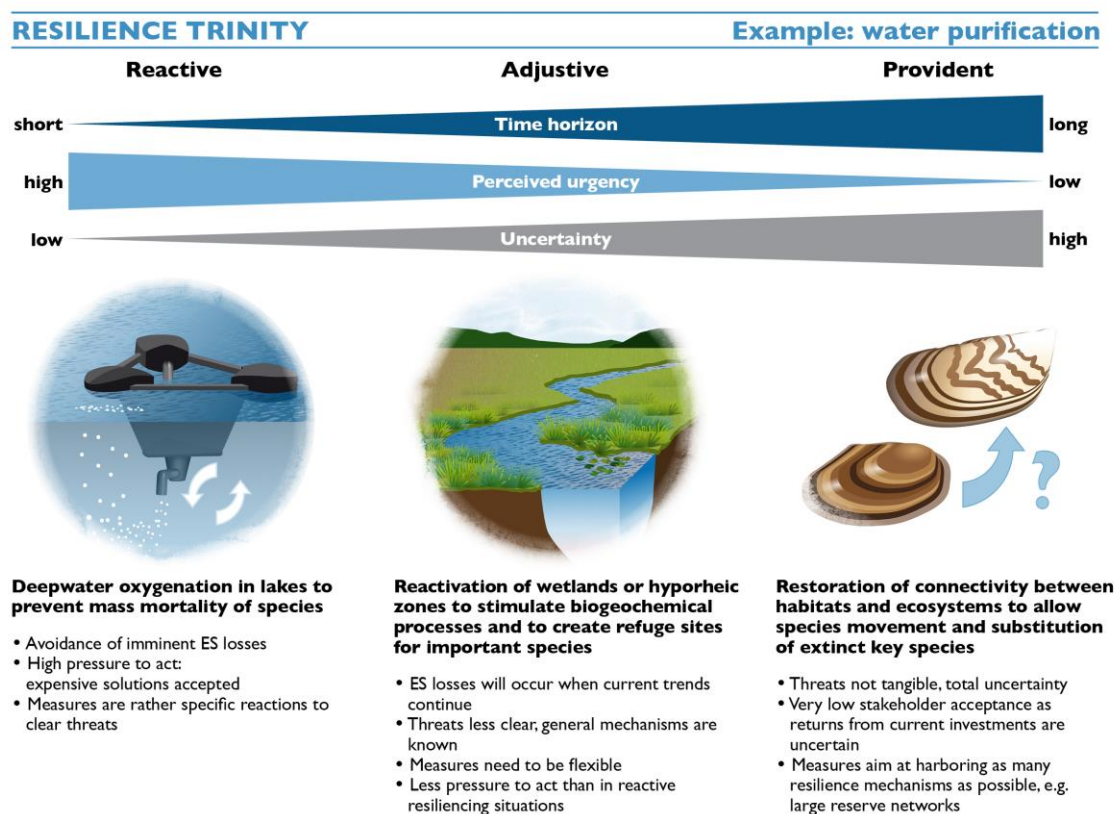 RESILIENCE TRINITY
Example: water purification
Reactive
Adjustive
Provident
short
Time horizon
long
high
Perceived urgency
low
low
Uncertainty
high
?
Deepwater oxygenation in lakes to
prevent mass mortality of species
• Avoidance of imminent ES losses
• High pressure to act:
expensive solutions accepted
• Measures are rather specific reactions to
clear threats
Reactivation of wetlands or hyporheic
zones to stimulate biogeochemical
processes and to create refuge sites
for important species
• ES losses will occur when current trends
continue
• Threats less clear, general mechanisms are
known
• Measures need to be flexible
• Less pressure to act than in reactive
resiliencing situations
Restoration of connectivity between
habitats and ecosystems to allow
species movement and substitution
of extinct key species
• Threats not tangible, total uncertainty
• Very low stakeholder acceptance as
returns from current investments are
uncertain
• Measures aim at harboring as many
resilience mechanisms as possible, e.g.
large reserve networks